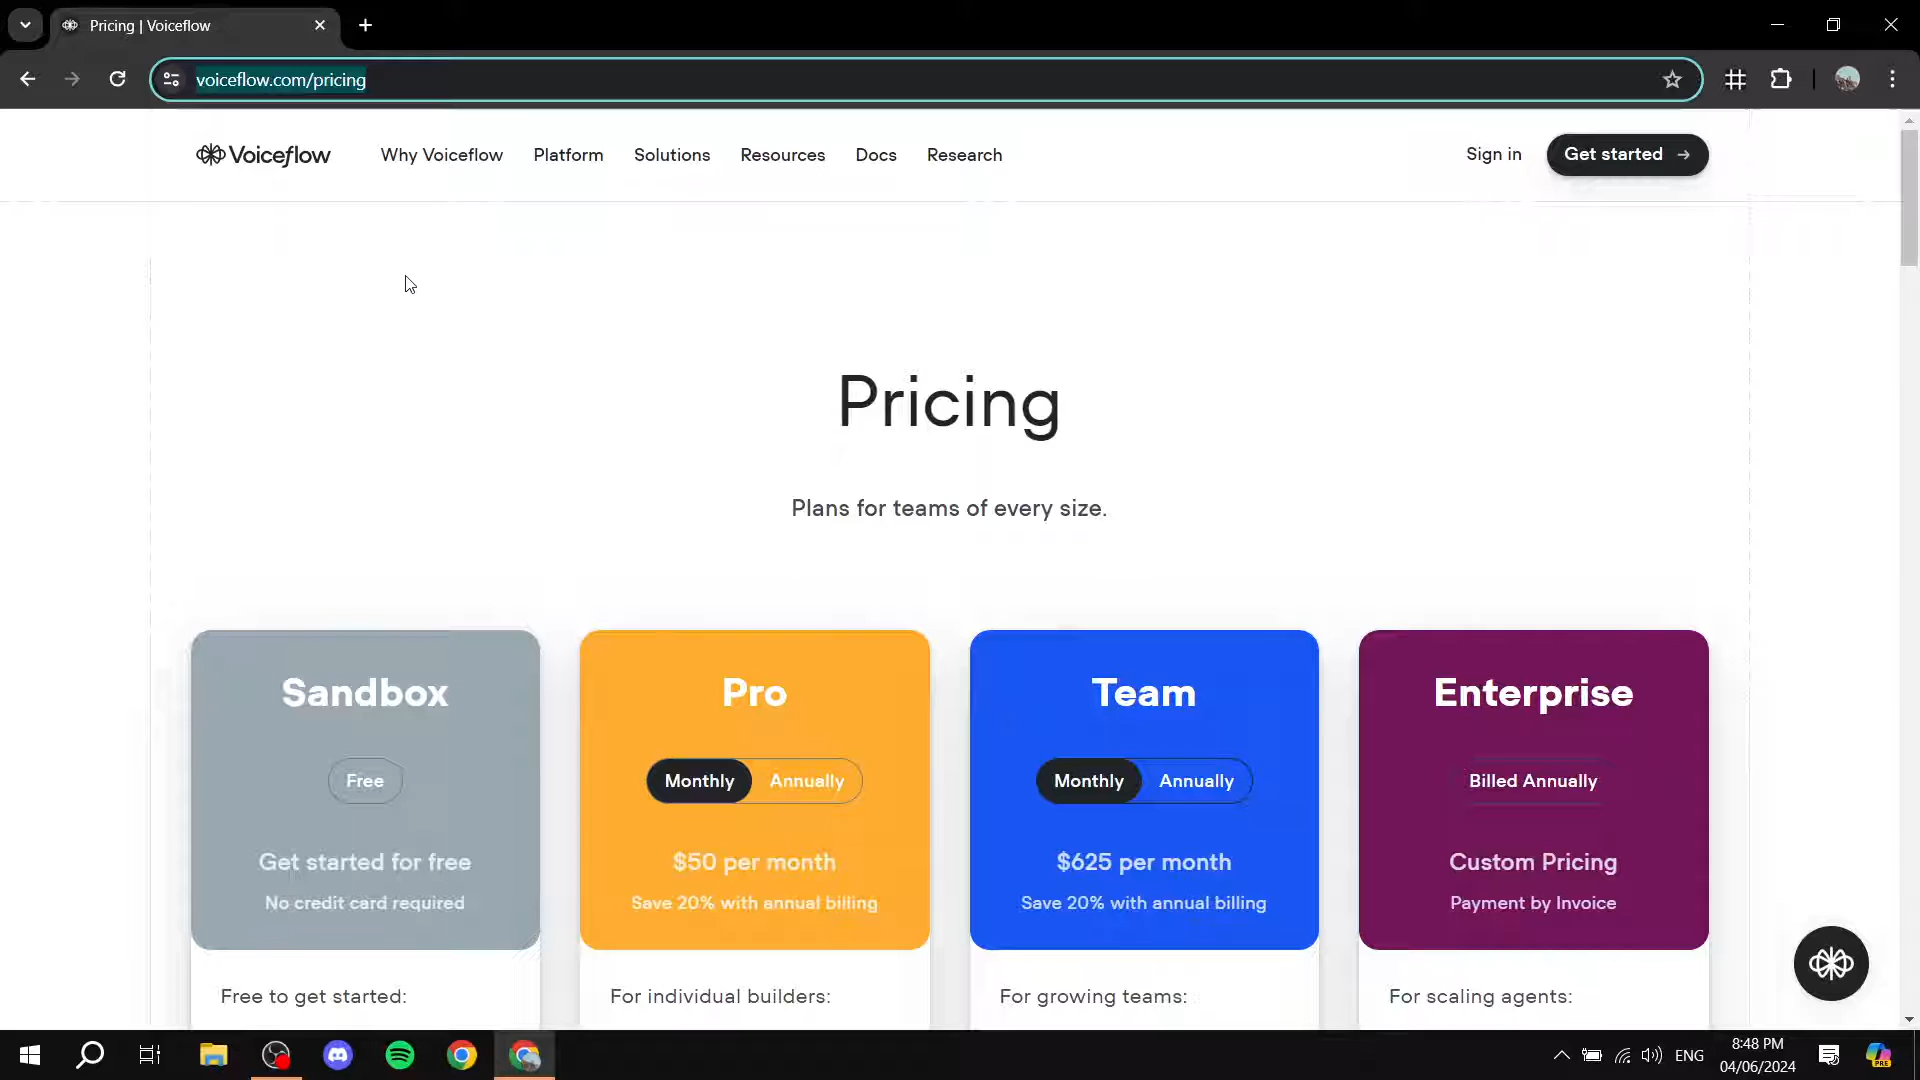 Pricing | Voiceflow
voiceflow.com/pricing
Voiceflow Why Voiceflow Platform Solutions Resources Docs Research Sign in Get started →
Pricing
Plans for teams of every size.
Sandbox Pro Team Enterprise
Free Monthly Annually Monthly Annually Billed Annually
Get started for free $50 per month $625 per month Custom Pricing
No credit card required Save 20% with annual billing Save 20% with annual billing Payment by Invoice
Free to get started: For individual builders: For growing teams: For scaling agents:
ENG
8:48 PM
04/06/2024
PRE